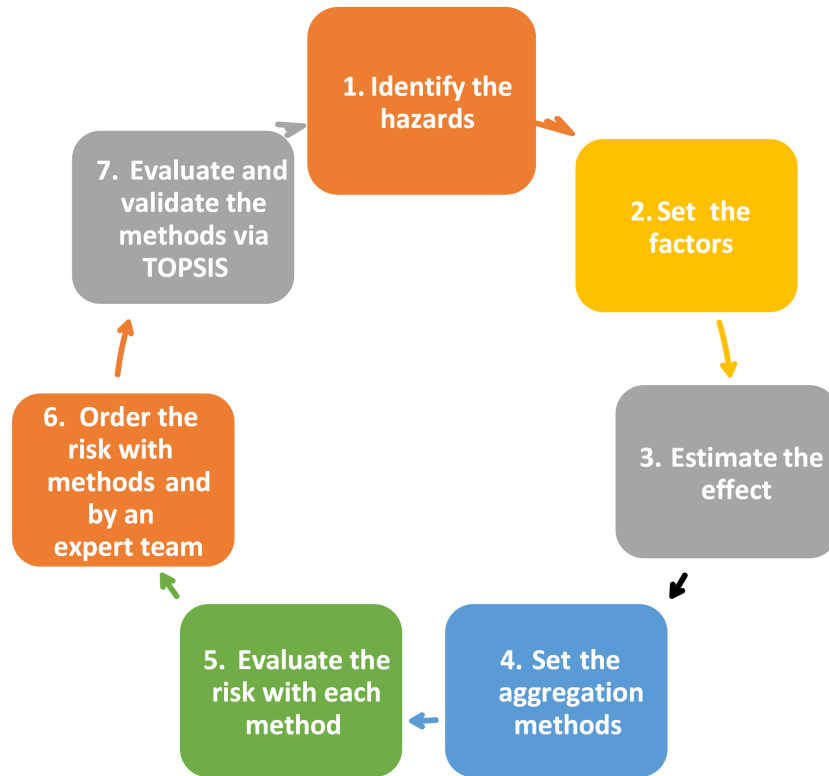 1. Identify the
hazards
2. Set the
factors
3. Estimate the
effect
4. Set the
aggregation
methods
5. Evaluate the
risk with each
method
6. Order the
risk with
methods and
by an
expert team
7. Evaluate and
validate the
methods via
TOPSIS